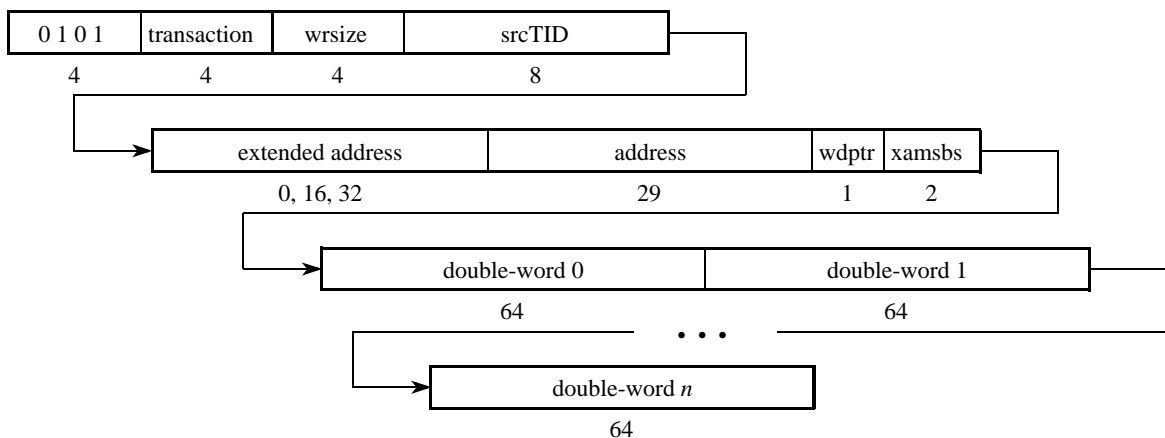 0 1 0 1 transaction wrsize srcTID
4 4 4 8
extended address address wdptr xamsbs
0, 16, 32 29 1 2
double-word 0 double-word 1
64 64
. . .
double-word n
64